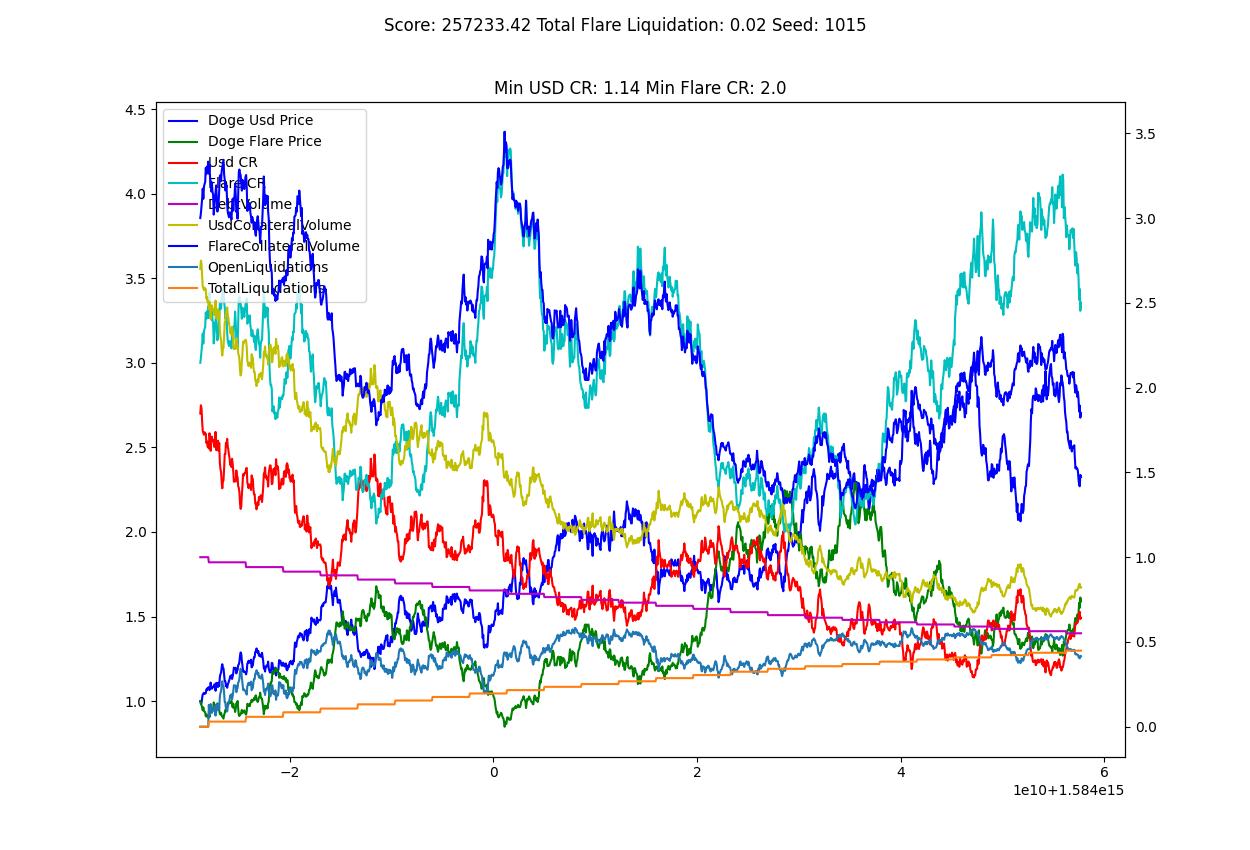 Score: 257233.42 Total Flare Liquidation: 0.02 Seed: 1015
Min USD CR: 1.14 Min Flare CR: 2.0
Doge Usd Price
Doge Flare Price
Usd CR
Flare CR
DebtVolume
UsdCollateralVolume
FlareCollateralVolume
OpenLiquidations
TotalLiquidations
4.5
4.0
3.5
3.0
2.5
2.0
1.5
1.0
3.5
3.0
2.5
2.0
1.5
1.0
0.5
0.0
−2
0
2
4
6
1e10+1.584e15